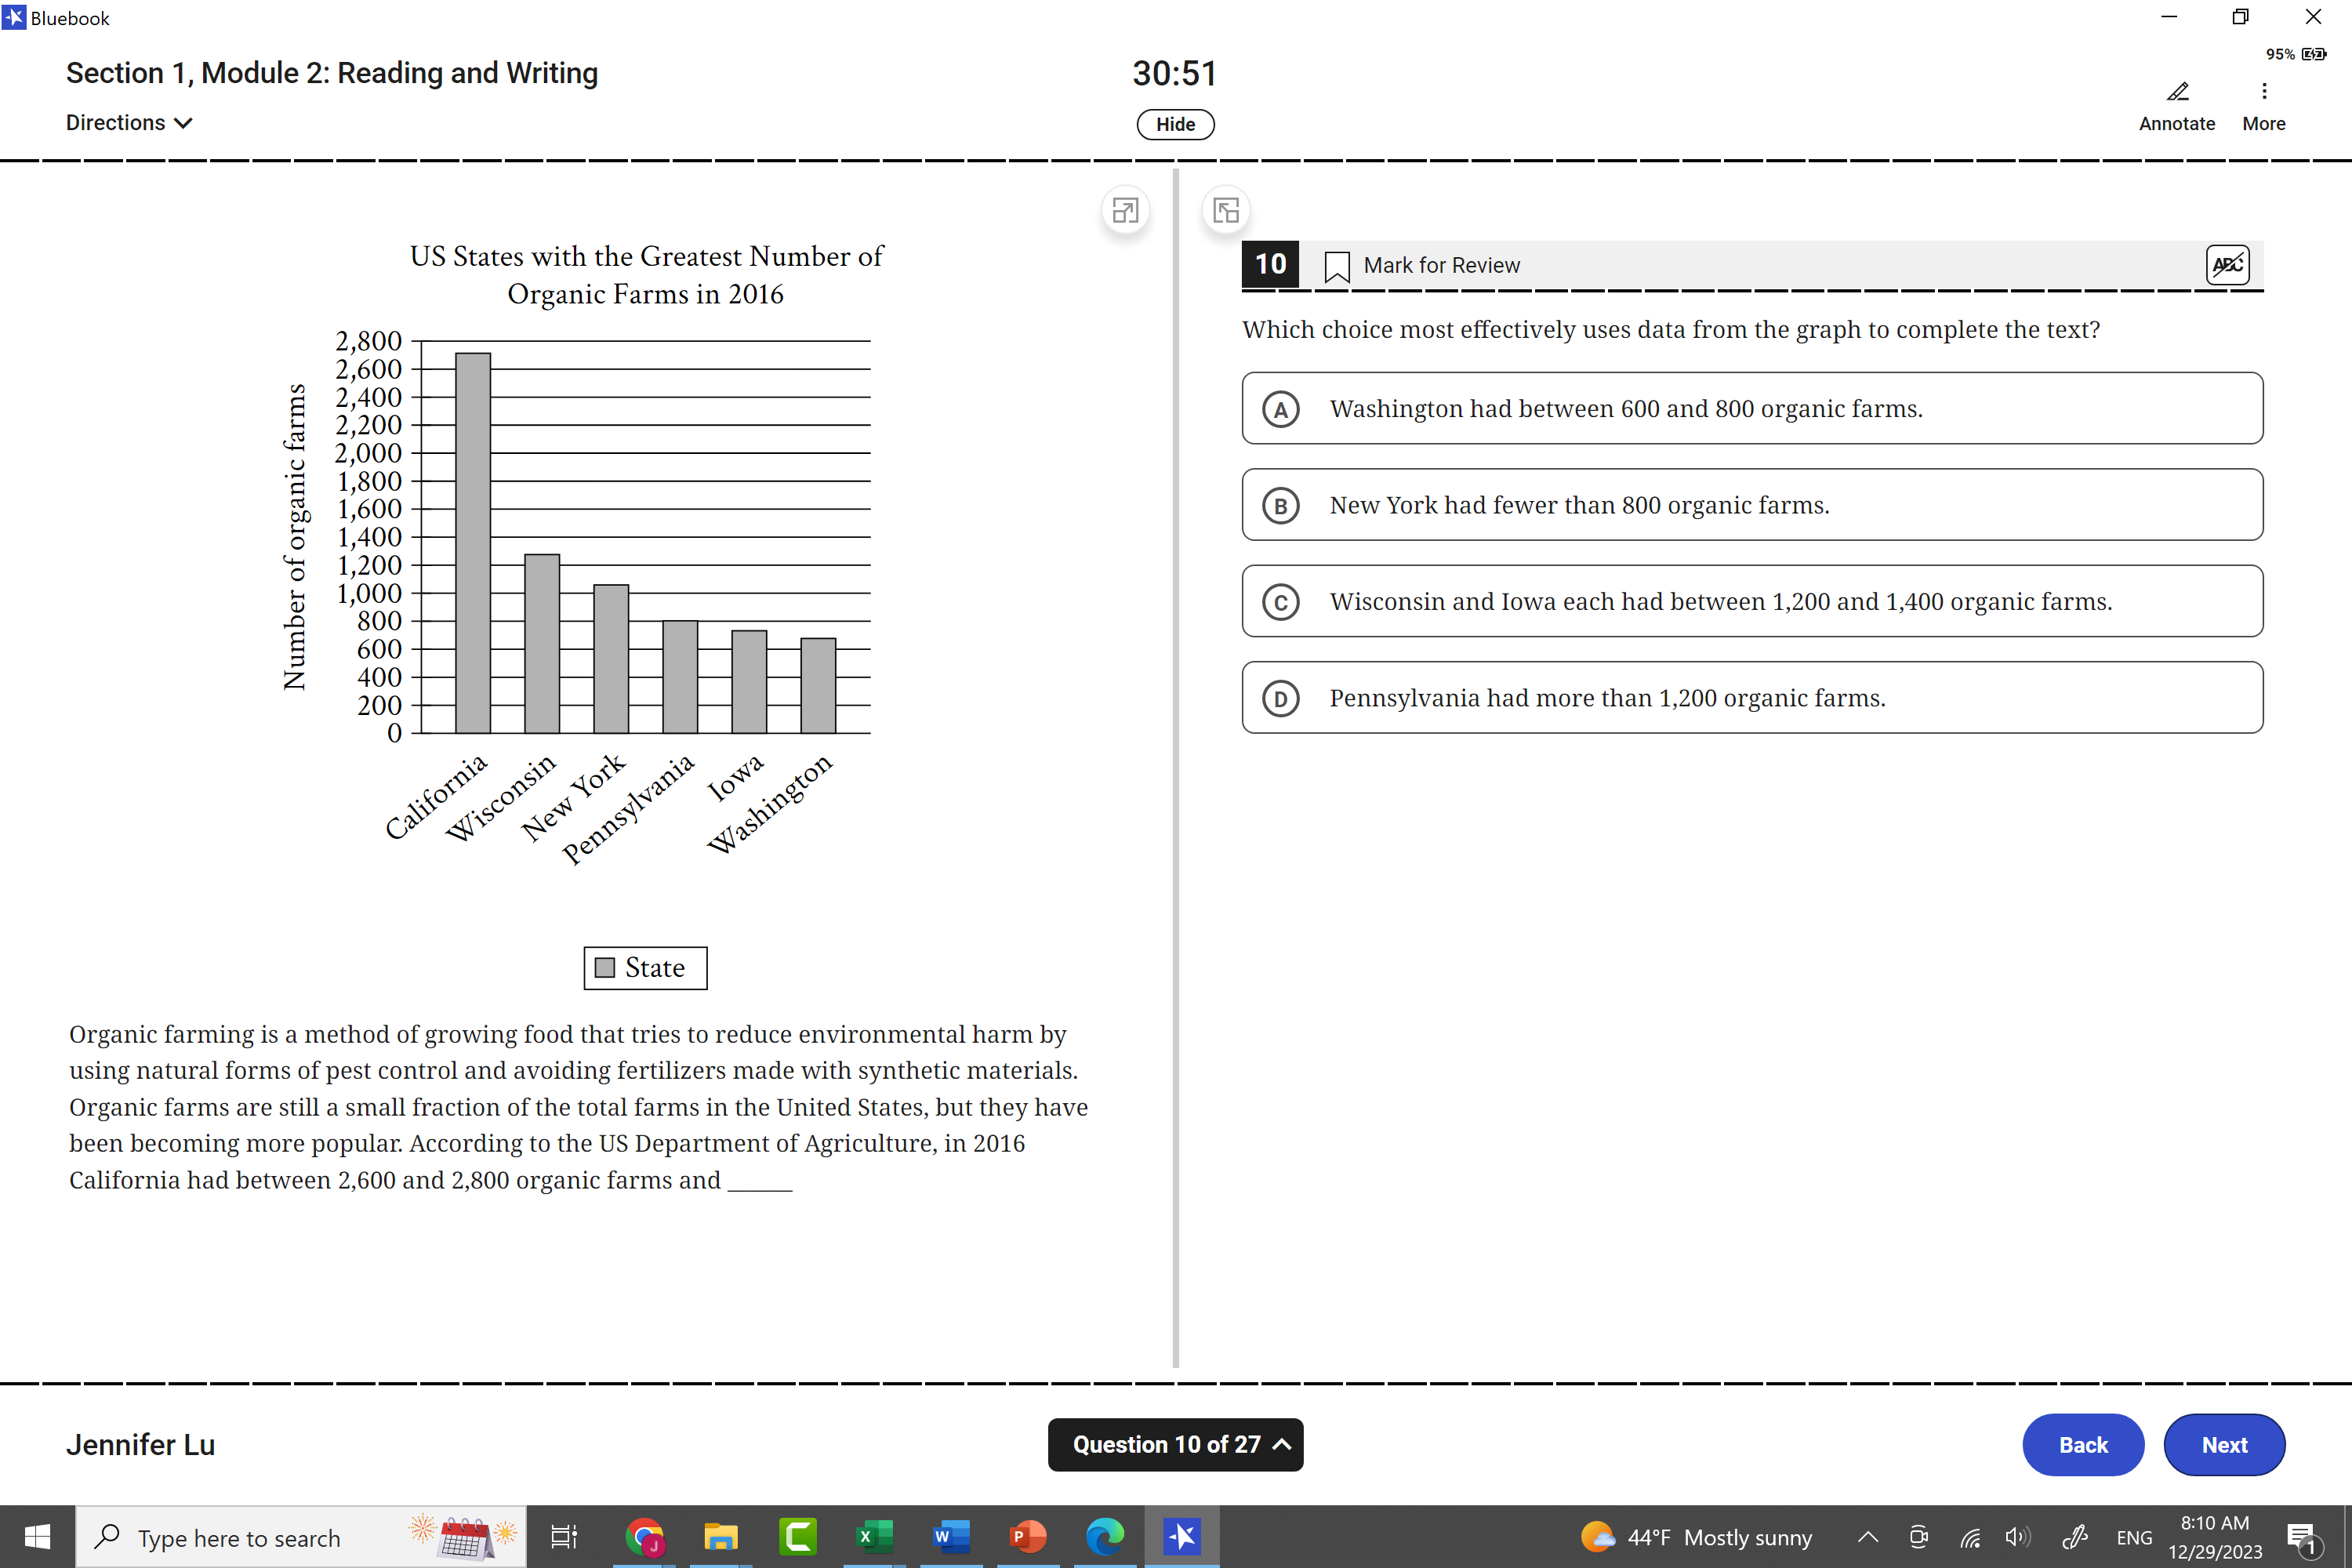 Bluebook
95%
Section 1, Module 2: Reading and Writing
30:51
Directions
Hide
Annotate
More
US States with the Greatest Number of
Organic Farms in 2016
Number of organic farms
2,800
2,600
2,400
2,200
2,000
1,800
1,600
1,400
1,200
1,000
800
600
400
200
0
California
Wisconsin
New York
Pennsylvania
Iowa
Washington
State
Organic farming is a method of growing food that tries to reduce environmental harm by
using natural forms of pest control and avoiding fertilizers made with synthetic materials.
Organic farms are still a small fraction of the total farms in the United States, but they have
been becoming more popular. According to the US Department of Agriculture, in 2016
California had between 2,600 and 2,800 organic farms and ______
10 Mark for Review
ABC
Which choice most effectively uses data from the graph to complete the text?
A Washington had between 600 and 800 organic farms.
B New York had fewer than 800 organic farms.
C Wisconsin and Iowa each had between 1,200 and 1,400 organic farms.
D Pennsylvania had more than 1,200 organic farms.
Jennifer Lu
Question 10 of 27
Back
Next
Type here to search
J
X
W
P
44°F Mostly sunny
ENG
8:10 AM
12/29/2023
1